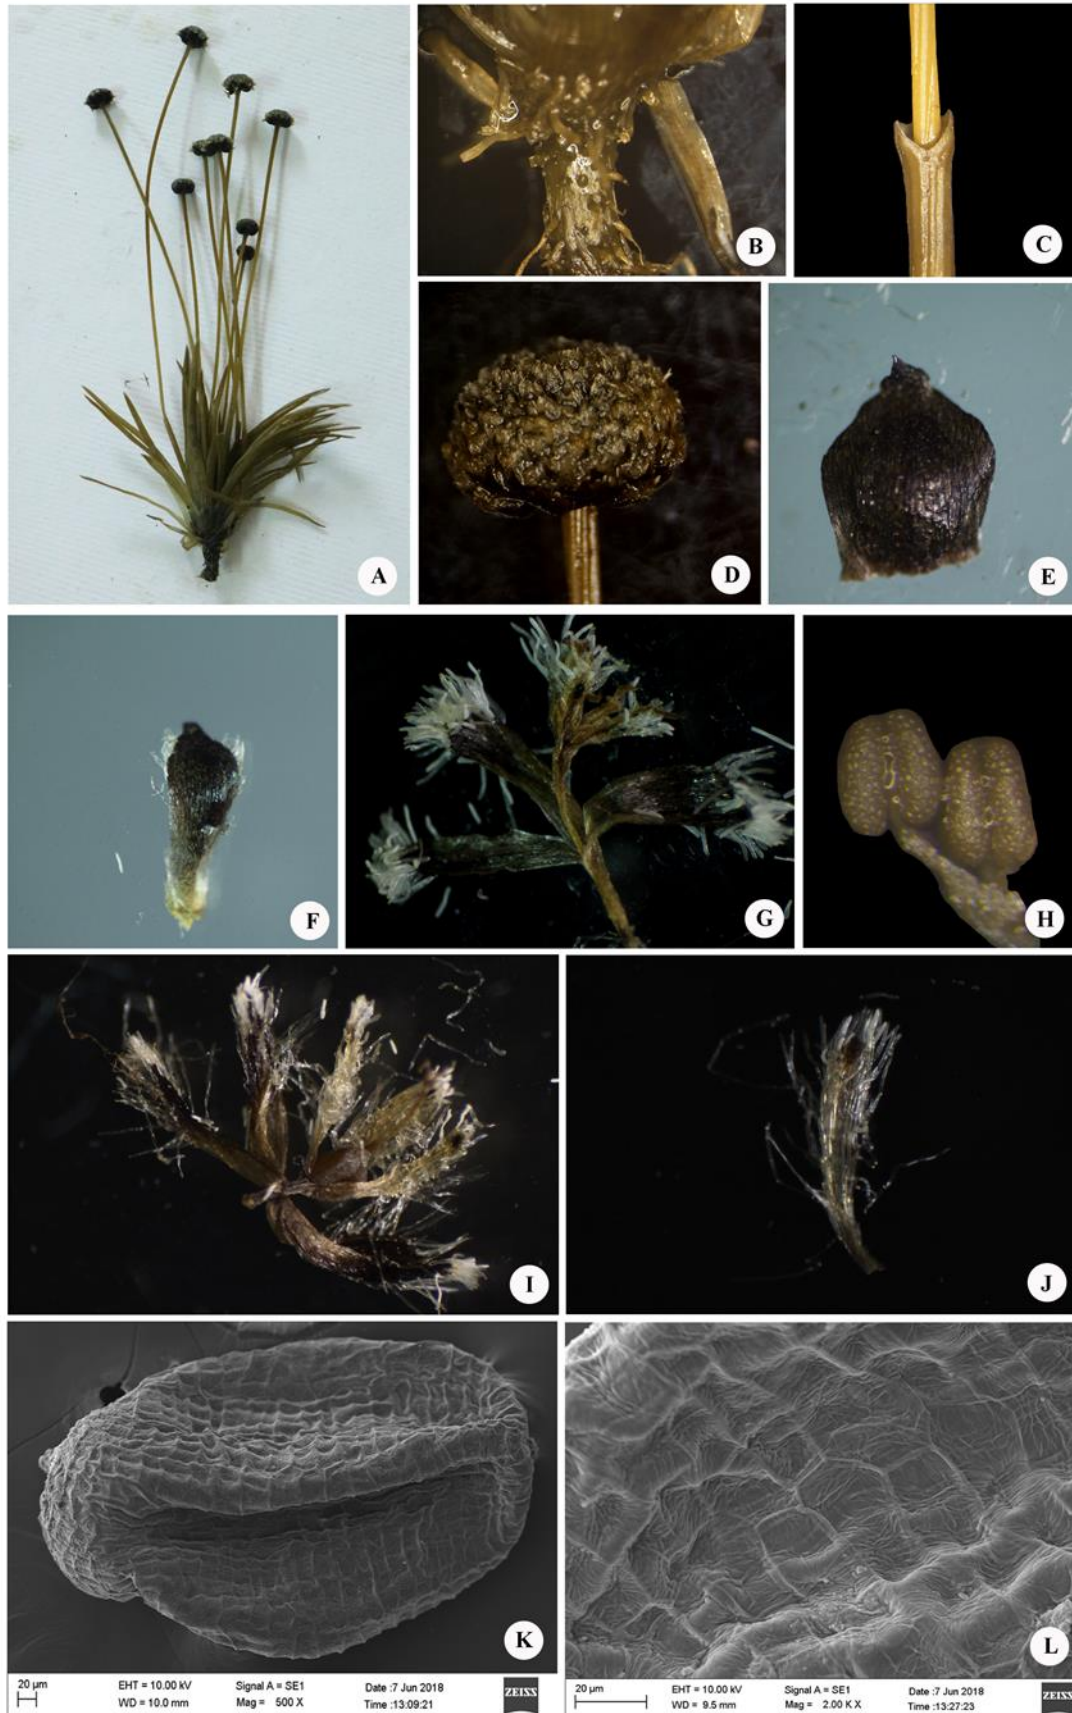 A
B
C
D
E
F
G
H
I
J
K
L
20 µm EHT = 10.00 kV Signal A = SE1 Date :7 Jun 2018
WD = 10.0 mm Mag = 500 X Time :13:09:21
ZEISS
20 µm EHT = 10.00 kV Signal A = SE1 Date :7 Jun 2018
WD = 9.5 mm Mag = 2.00 K X Time :13:27:23
ZEISS